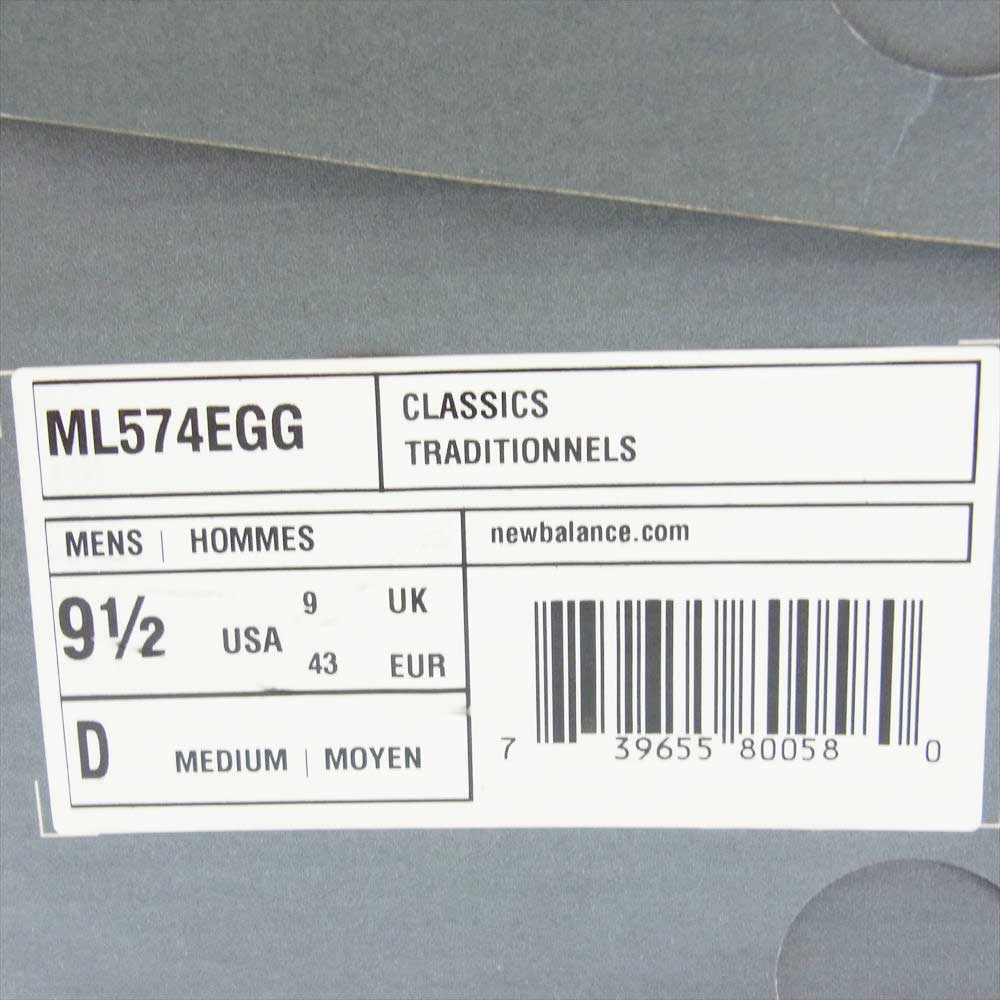 ML574EGG
CLASSICS
TRADITIONNELS
MENS | HOMMES
newbalance.com
9½ USA
9 UK
43 EUR
D MEDIUM | MOYEN
7 39655 80058 0